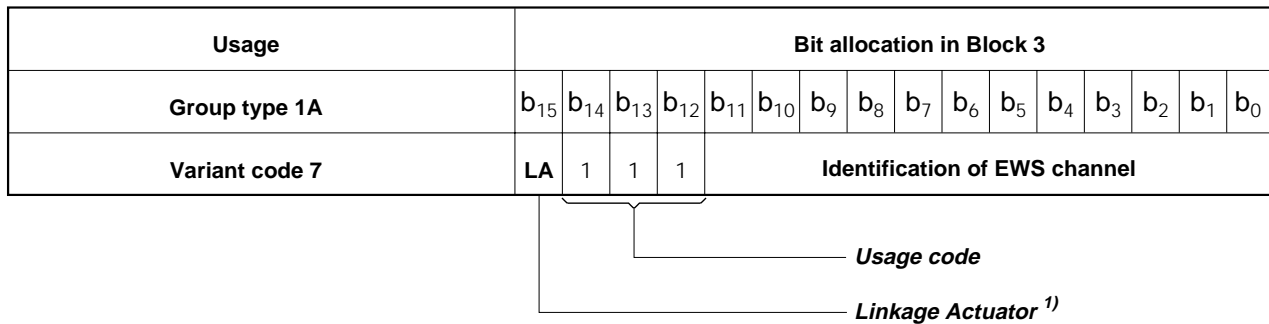 Usage Bit allocation in Block 3
Group type 1A b15 b14 b13 b12 b11 b10 b9 b8 b7 b6 b5 b4 b3 b2 b1 b0
Variant code 7 LA 1 1 1 Identification of EWS channel
Usage code
Linkage Actuator 1)